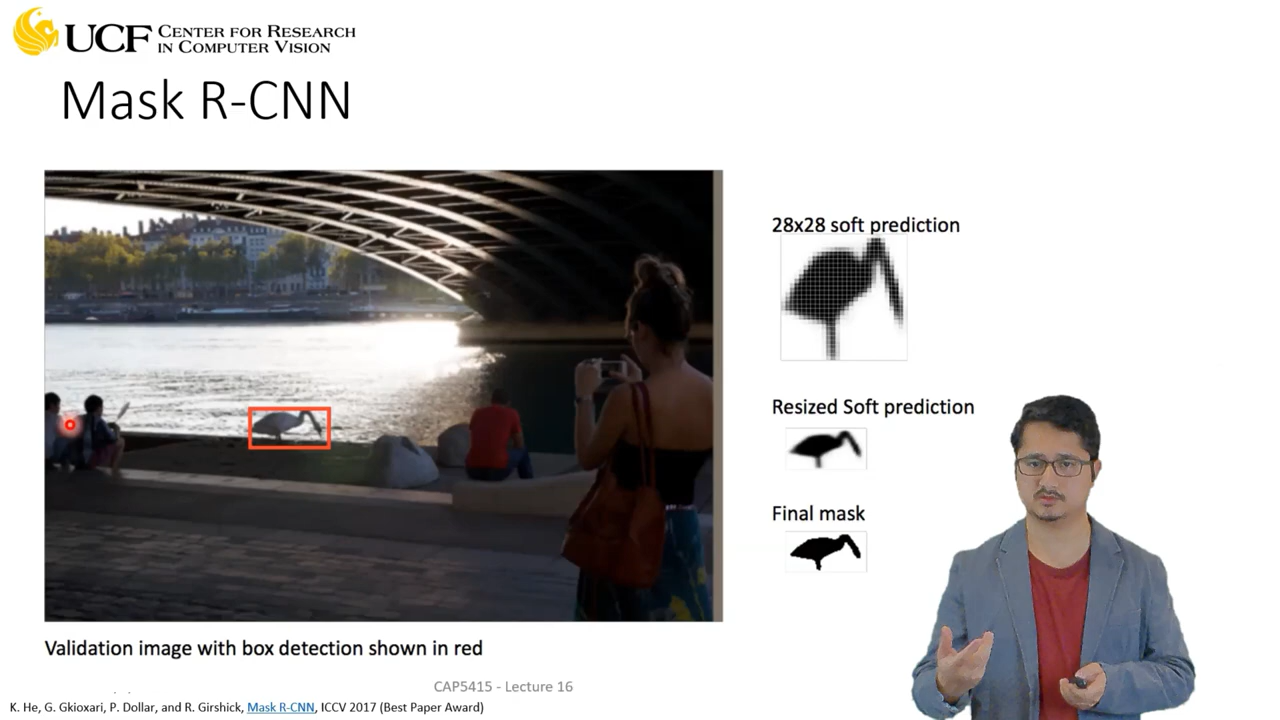 UCF CENTER FOR RESEARCH
IN COMPUTER VISION
Mask R-CNN
28x28 soft prediction
Resized Soft prediction
Final mask
Validation image with box detection shown in red
CAP5415 - Lecture 16
K. He, G. Gkioxari, P. Dollar, and R. Girshick, Mask R-CNN, ICCV 2017 (Best Paper Award)